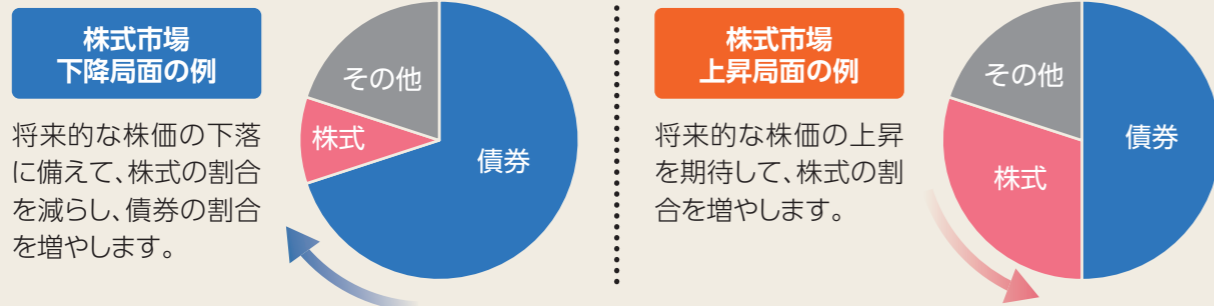 株式市場
下降局面の例
将来的な株価の下落
に備えて、株式の割合
を減らし、債券の割合
を増やします。
その他
株式
債券
株式市場
上昇局面の例
将来的な株価の上昇
を期待して、株式の割
合を増やします。
その他
株式
債券